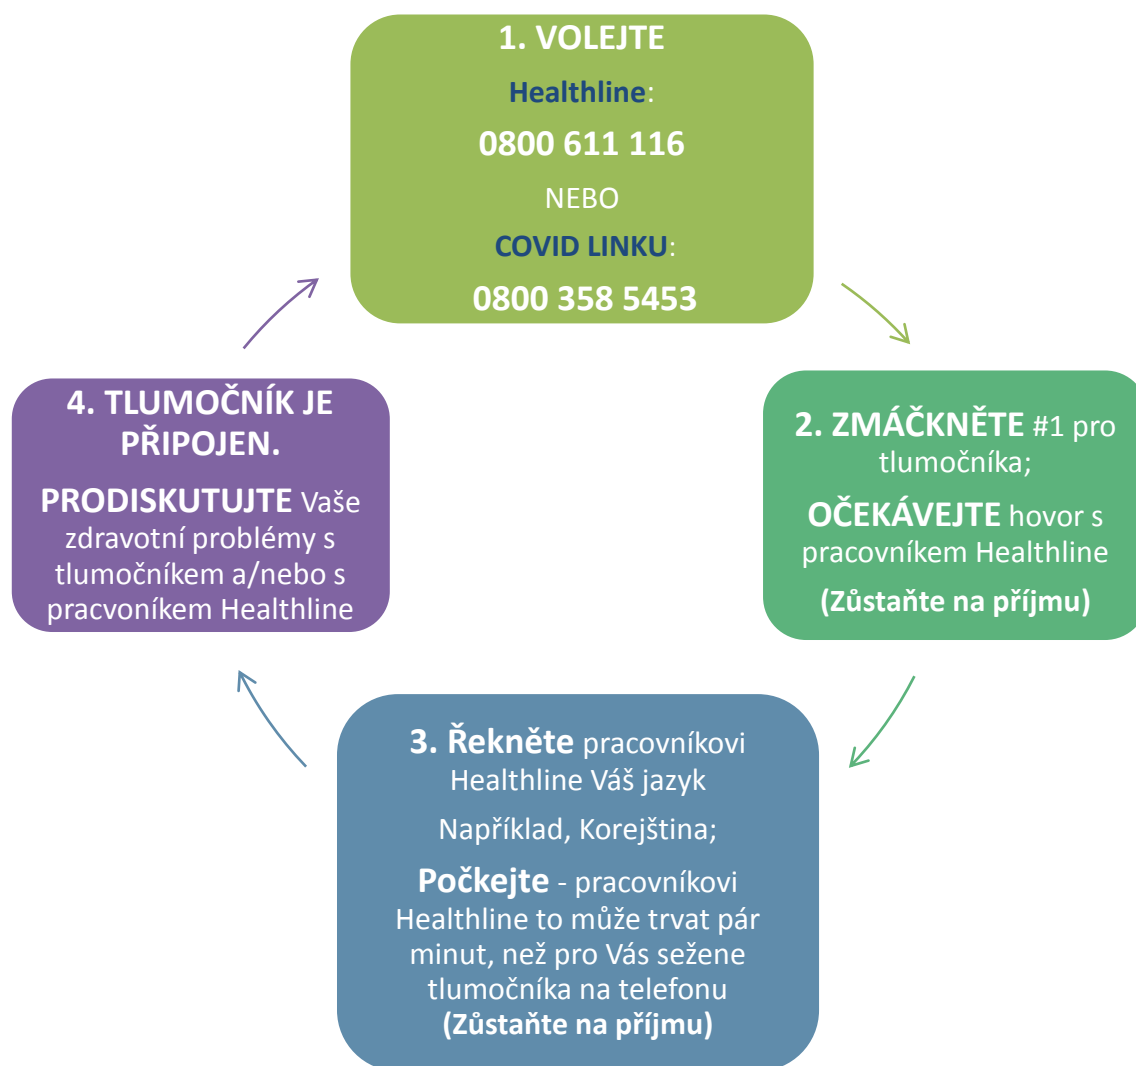 1. VOLEJTE
Healthline:
0800 611 116
NEBO
COVID LINKU:
0800 358 5453
2. ZMÁČKNĚTE #1 pro
tlumočníka;
OČEKÁVEJTE hovor s
pracovníkem Healthline
(Zůstaňte na příjmu)
3. Řekněte pracovníkovi
Healthline Váš jazyk
Například, Korejština;
Počkejte - pracovníkovi
Healthline to může trvat pár
minut, než pro Vás sežene
tlumočníka na telefonu
(Zůstaňte na příjmu)
4. TLUMOČNÍK JE
PŘIPOJEN.
PRODISKUTUJTE Vaše
zdravotní problémy s
tlumočníkem a/nebo s
pracvoníkem Healthline